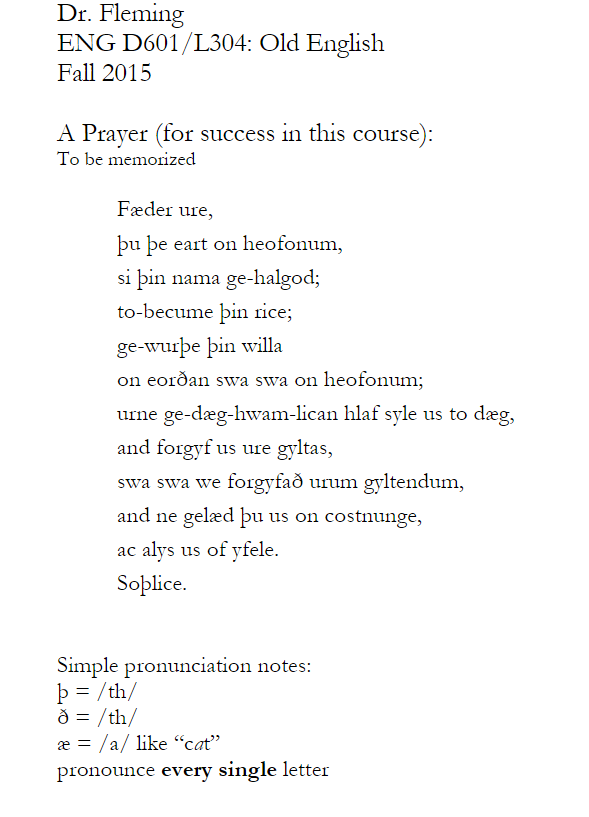 Dr. Fleming
ENG D601/L304: Old English
Fall 2015
A Prayer (for success in this course):
To be memorized
Fæder ure,
þu þe eart on heofonum,
si þin nama ge-halgod;
to-becume þin rice;
ge-wurþe þin willa
on eorðan swa swa on heofonum;
urne ge-dæg-hwam-lican hlaf syle us to dæg,
and forgyf us ure gyltas,
swa swa we forgyfað urum gyltendum,
and ne gelæd þu us on costnunge,
ac alys us of yfele.
Soþlice.
Simple pronunciation notes:
þ = /th/
ð = /th/
æ = /a/ like “cat”
pronounce every single letter